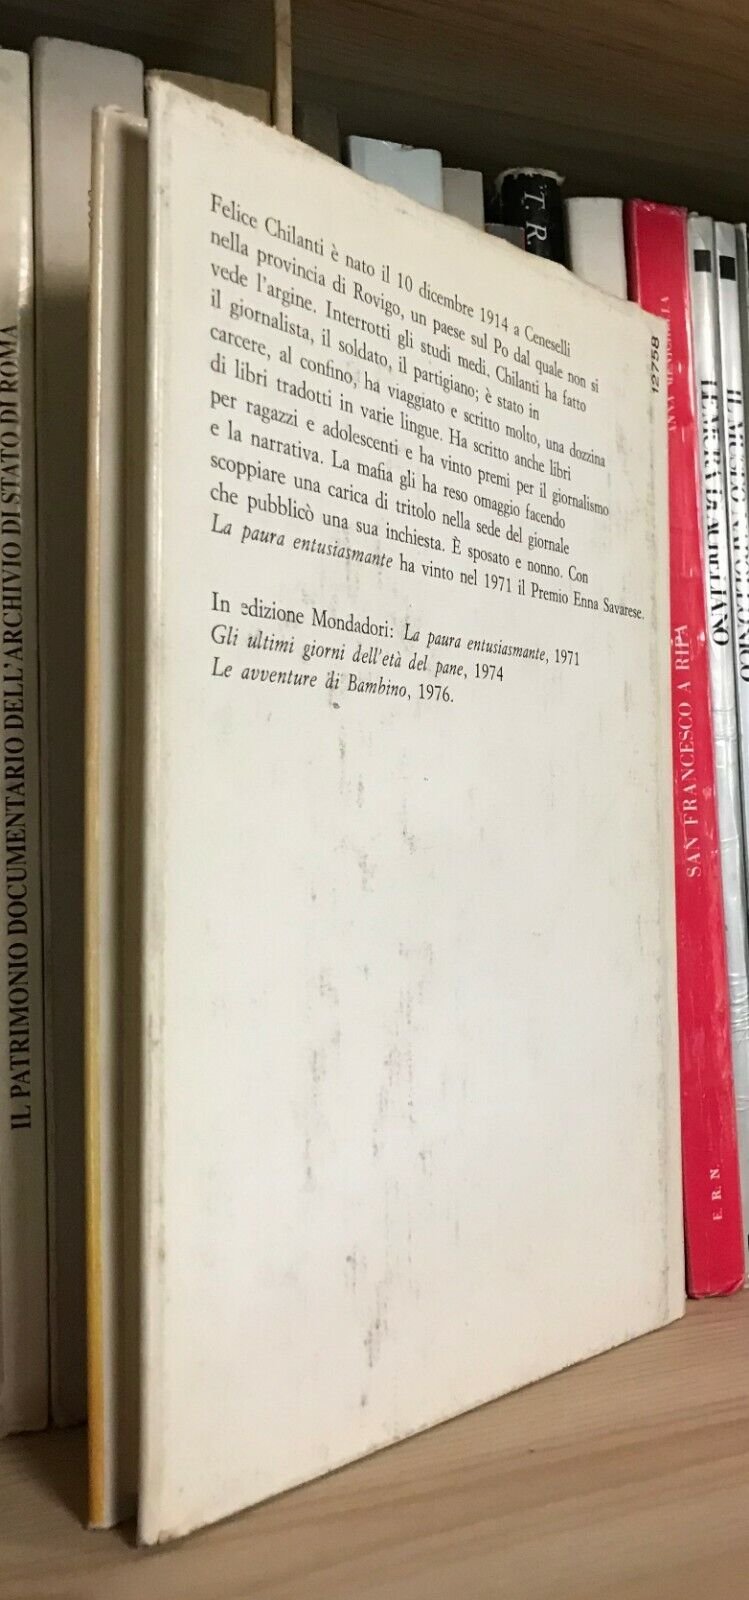 Felice Chilanti è nato il 10 dicembre 1914 a Ceneselli
nella provincia di Rovigo, un paese sul Po dal quale non si
vede l'argine. Interrotti gli studi medi, Chilanti ha fatto
il giornalista, il soldato, il partigiano; è stato in
carcere, al confino, ha viaggiato e scritto molto, una dozzina
di libri tradotti in varie lingue. Ha scritto anche libri
per ragazzi e adolescenti e ha vinto premi per il giornalismo
e la narrativa. La mafia gli ha reso omaggio facendo
scoppiare una carica di tritolo nella sede del giornale
che pubblicò una sua inchiesta. È sposato e nonno. Con
La paura entusiasmante ha vinto nel 1971 il Premio Enna Savarese.
In edizione Mondadori: La paura entusiasmante, 1971
Gli ultimi giorni dell'età del pane, 1974
Le avventure di Bambino, 1976.
12758
IL PATRIMONIO DOCUMENTARIO DELL'ARCHIVIO DI STATO DI ROMA
T. R.
SAN FRANCESCO A RIPA
E. R. N.
LE MURA DI AURELIANO
IL MUSEO NAPOLEONICO